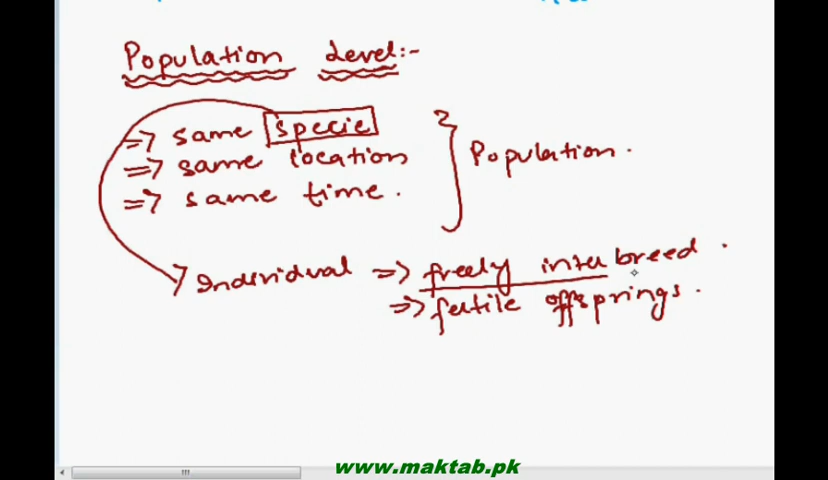 Population Level:-
=> same specie
=> same location
=> same time.
Population.
Individual => freely interbreed.
=> fertile offsprings.
www.maktab.pk